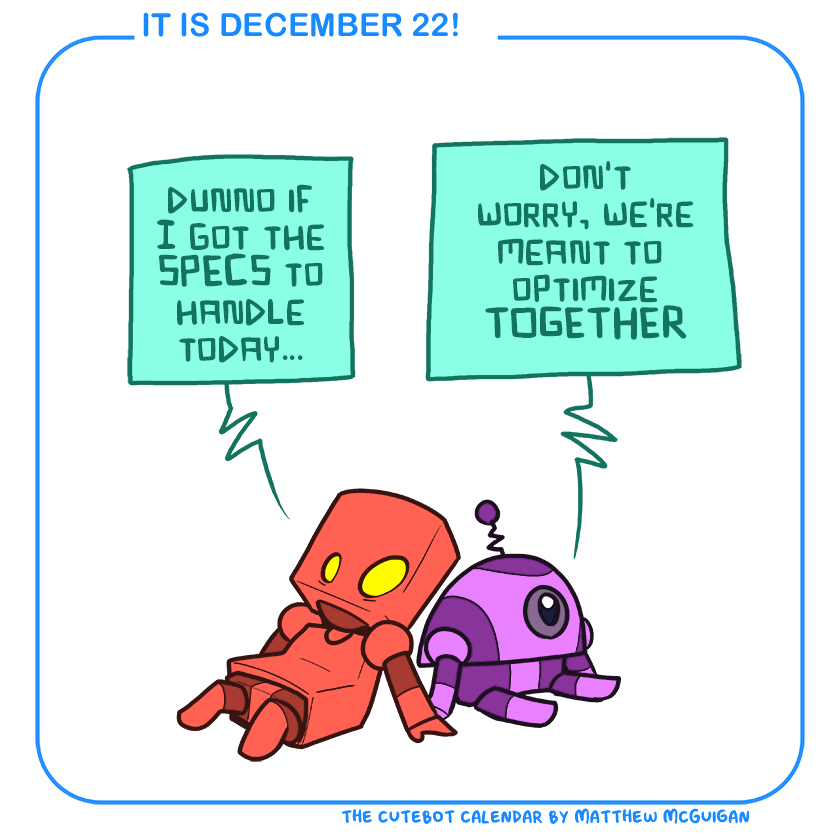 IT IS DECEMBER 22!
DUNNO IF
I GOT THE
SPECS TO
HANDLE
TODAY...
DON'T
WORRY, WE'RE
MEANT TO
OPTIMIZE
TOGETHER
THE CUTEBOT CALENDAR BY MATTHEW MCGUIGAN